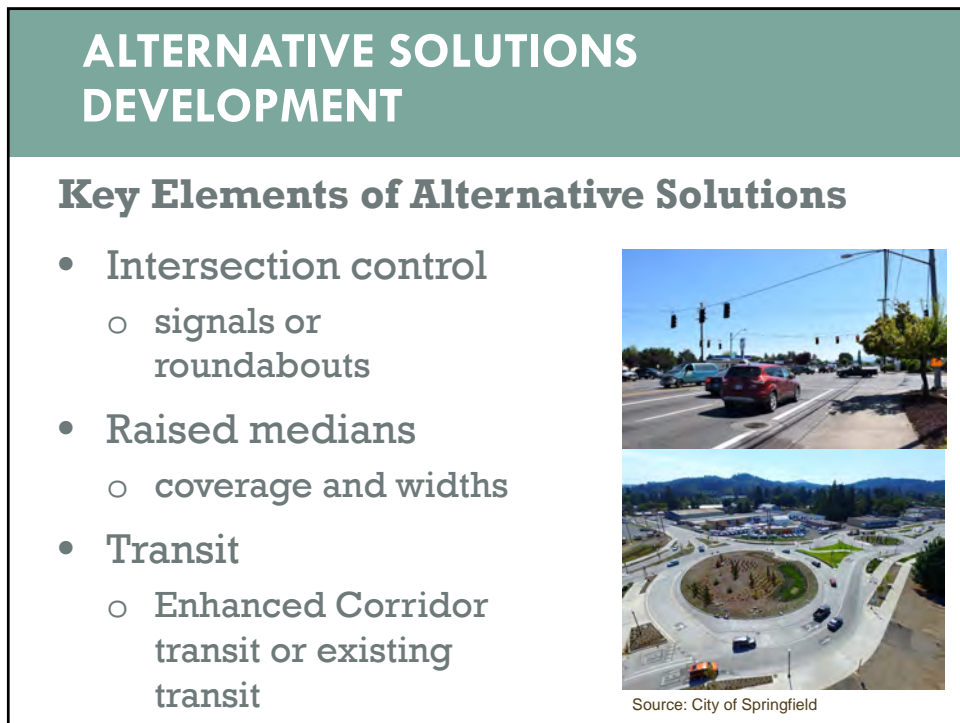 ALTERNATIVE SOLUTIONS
DEVELOPMENT
Key Elements of Alternative Solutions
• Intersection control
o signals or
roundabouts
• Raised medians
o coverage and widths
• Transit
o Enhanced Corridor
transit or existing
transit
Source: City of Springfield